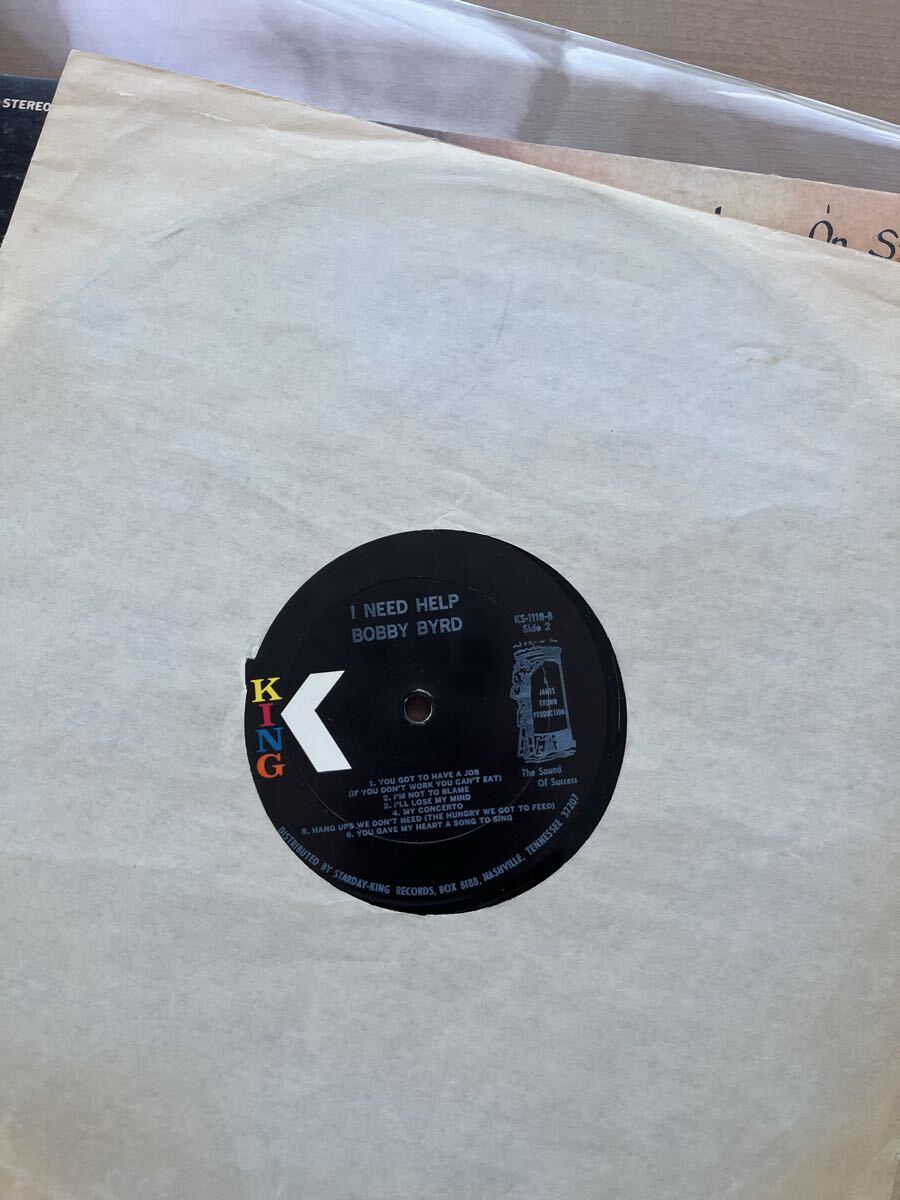 STEREO
On S
I NEED HELP
BOBBY BYRD
KS-1118-B
Side 2
KING
A
JAMES
BROWN
PRODUCTION
The Sound
Of Success
1. YOU GOT TO HAVE A JOB
(IF YOU DON'T WORK YOU CAN'T EAT)
2. I'M NOT TO BLAME
3. I'LL LOSE MY MIND
4. MY CONCERTO
5. HANG UPS WE DON'T NEED (THE HUNGRY WE GOT TO FEED)
6. YOU GAVE MY HEART A SONG TO SING
DISTRIBUTED BY STARDAY-KING RECORDS, BOX 8188, NASHVILLE, TENNESSEE 37207